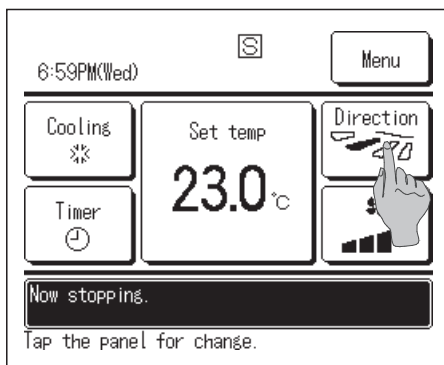 S
6:59PM(Wed)
Menu
Cooling
Set temp
Direction
23.0°C
Timer
Now stopping.
Tap the panel for change.